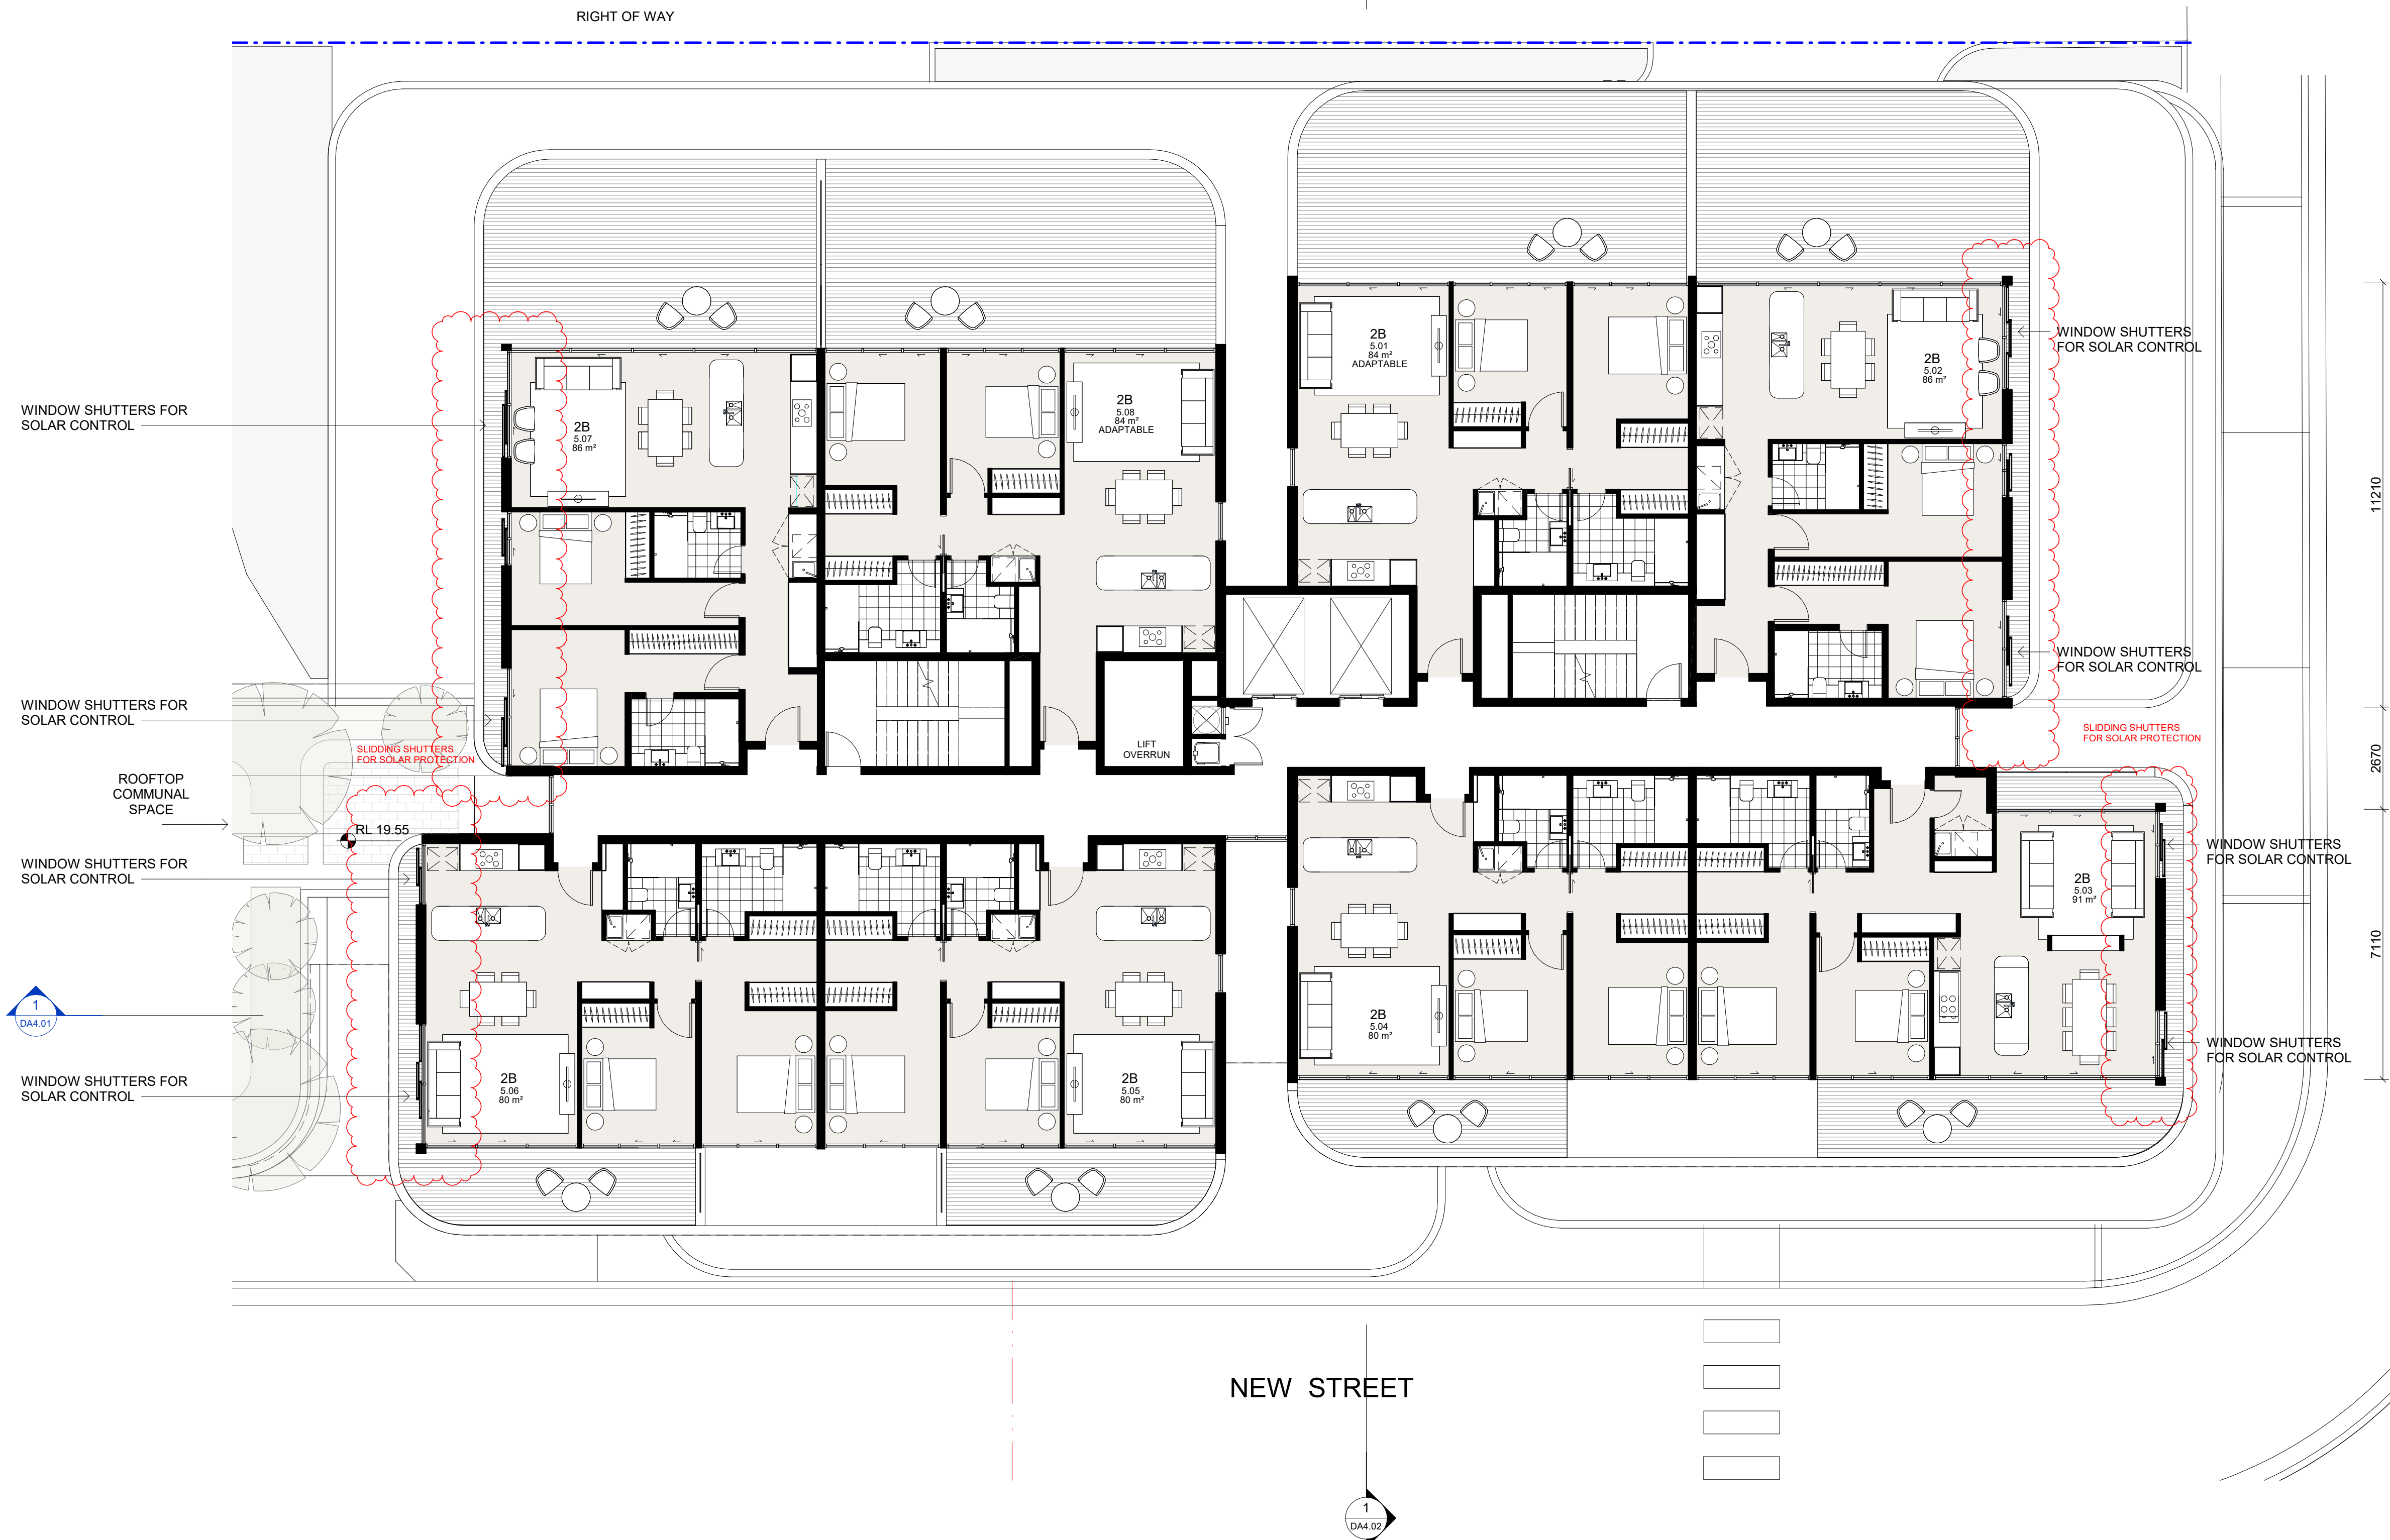 RIGHT OF WAY
2B
5.01
84 m²
ADAPTABLE
2B
5.02
86 m²
WINDOW SHUTTERS
FOR SOLAR CONTROL
2B
5.07
86 m²
2B
5.08
84 m²
ADAPTABLE
WINDOW SHUTTERS FOR
SOLAR CONTROL
11210
WINDOW SHUTTERS
FOR SOLAR CONTROL
WINDOW SHUTTERS FOR
SOLAR CONTROL
SLIDDING SHUTTERS
FOR SOLAR PROTECTION
LIFT
OVERRUN
SLIDDING SHUTTERS
FOR SOLAR PROTECTION
2670
ROOFTOP
COMMUNAL
SPACE
RL 19.55
WINDOW SHUTTERS FOR
SOLAR CONTROL
WINDOW SHUTTERS
FOR SOLAR CONTROL
2B
5.03
91 m²
7110
1
DA4.01
2B
5.04
80 m²
WINDOW SHUTTERS
FOR SOLAR CONTROL
WINDOW SHUTTERS FOR
SOLAR CONTROL
2B
5.06
80 m²
2B
5.05
80 m²
NEW STREET
1
DA4.02